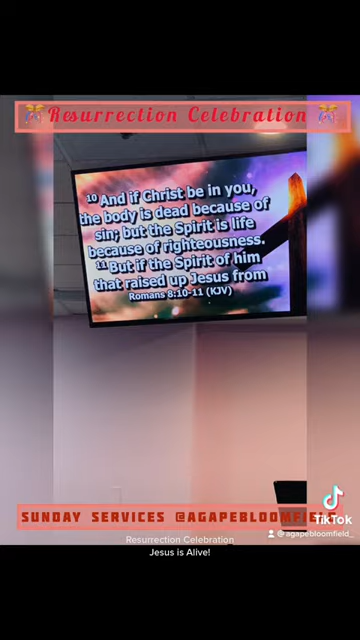 Resurrection Celebration
10 And if Christ be in you,
the body is dead because of
sin; but the Spirit is life
because of righteousness.
11 But if the Spirit of him
that raised up Jesus from
Romans 8:10-11 (KJV)
SUNDAY SERVICES @AGAPEBLOOMFIELD
TikTok
@agapebloomfield_
Resurrection Celebration
Jesus is Alive!